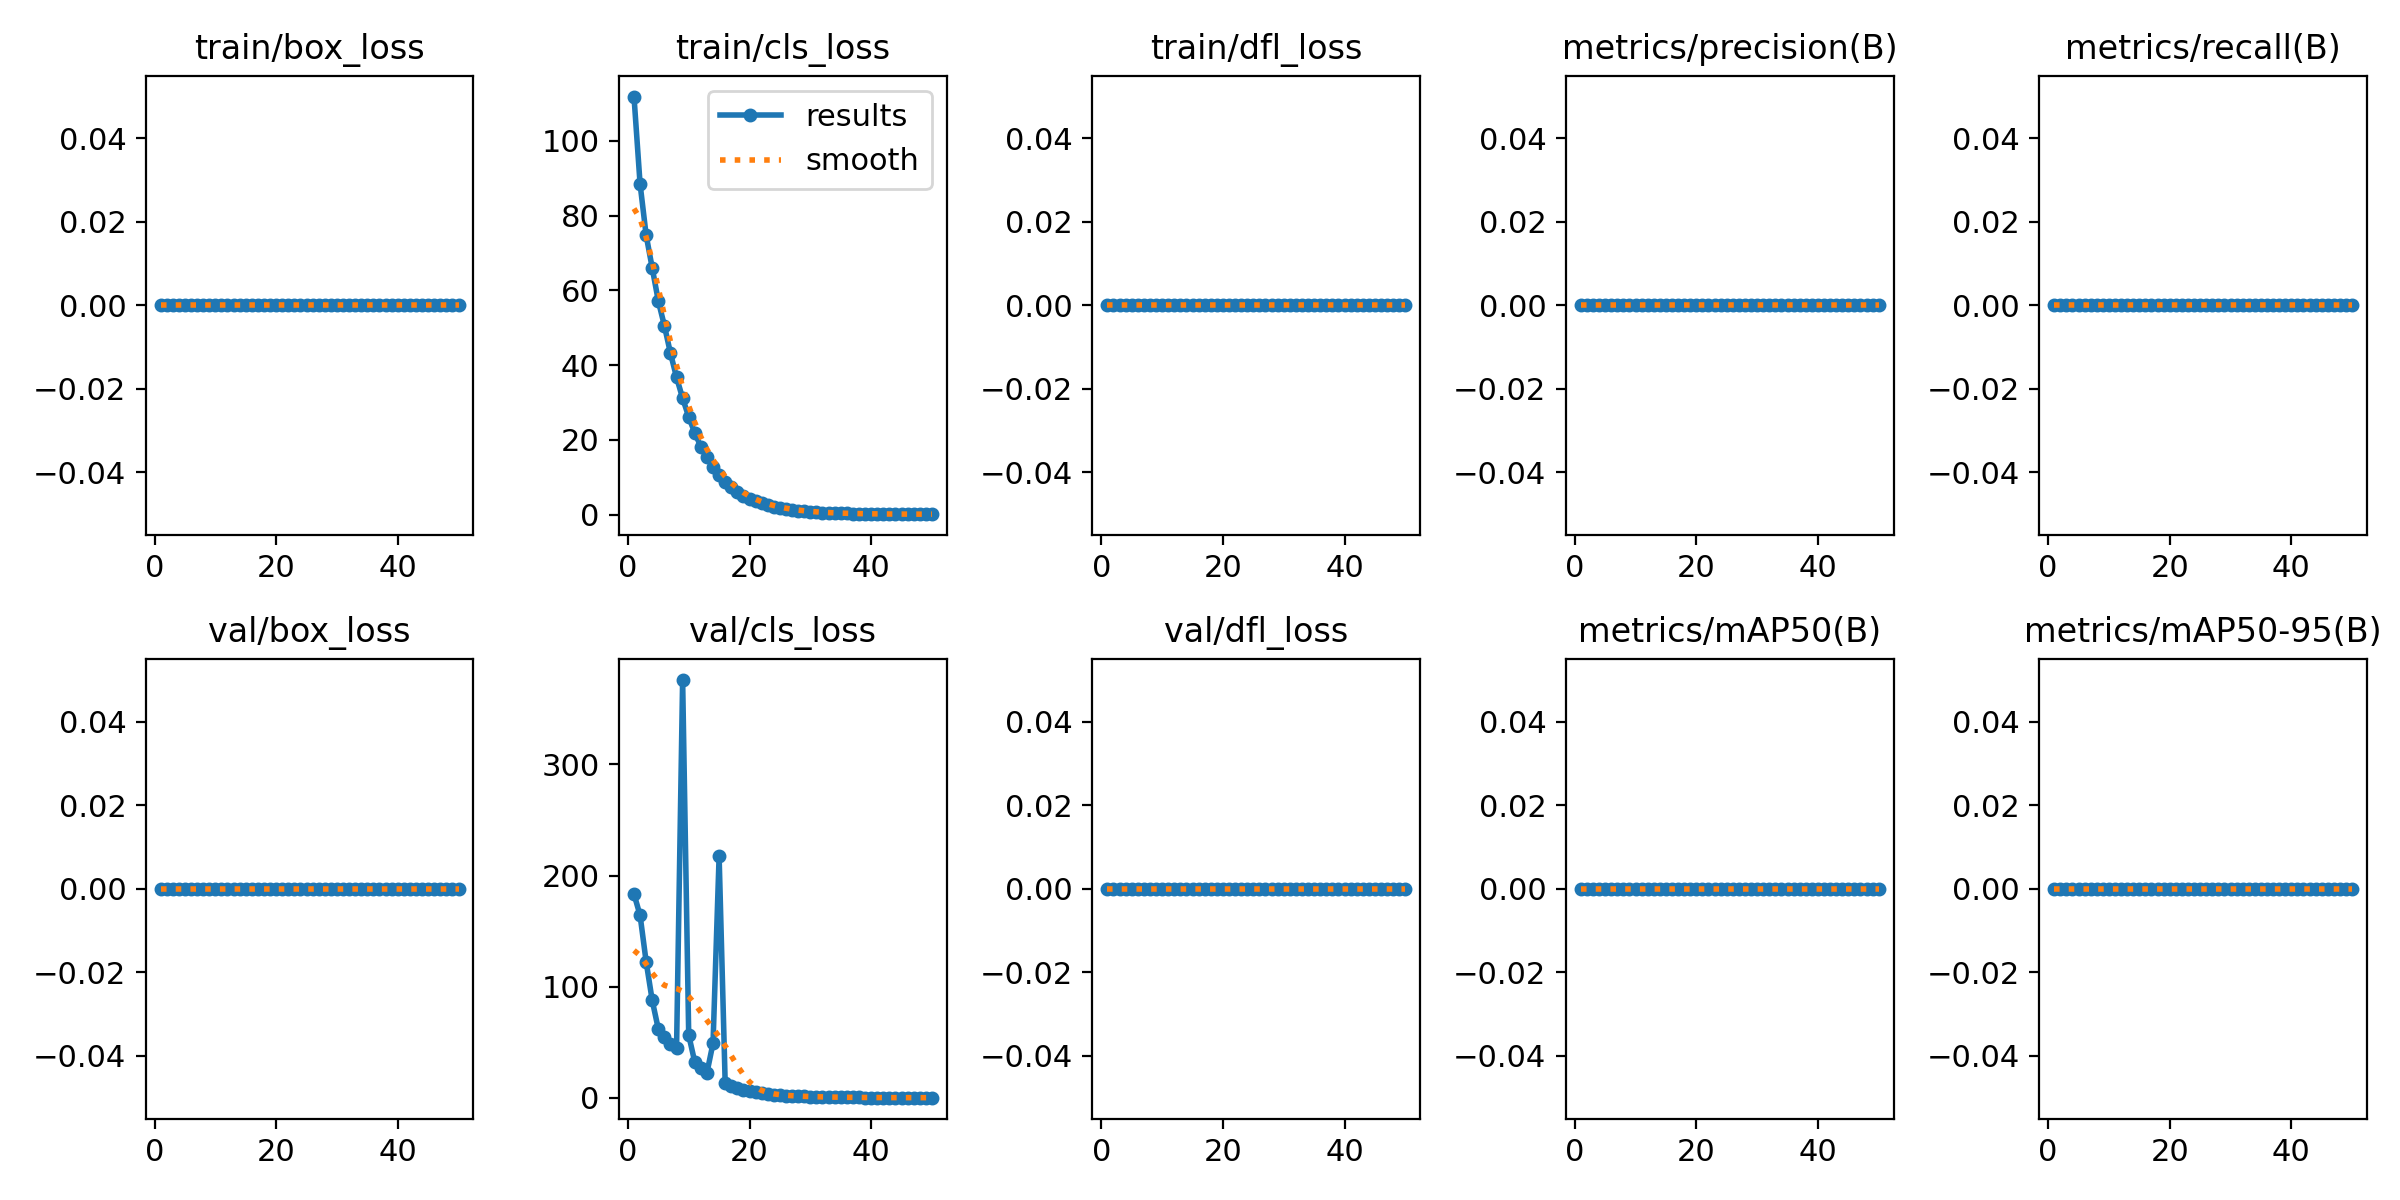 train/box_loss train/cls_loss train/dfl_loss metrics/precision(B) metrics/recall(B)
results
smooth
0.04 100 0.04 0.04 0.04
80
0.02 0.02 0.02 0.02
60
0.00 0.00 0.00 0.00
40
−0.02 −0.02 −0.02 −0.02
20
−0.04 −0.04 −0.04 −0.04
0
0 20 40 0 20 40 0 20 40 0 20 40 0 20 40
val/box_loss val/cls_loss val/dfl_loss metrics/mAP50(B) metrics/mAP50-95(B)
0.04 0.04 0.04 0.04
300
0.02 0.02 0.02 0.02
200
0.00 0.00 0.00 0.00
−0.02 100 −0.02 −0.02 −0.02
−0.04 −0.04 −0.04 −0.04
0
0 20 40 0 20 40 0 20 40 0 20 40 0 20 40